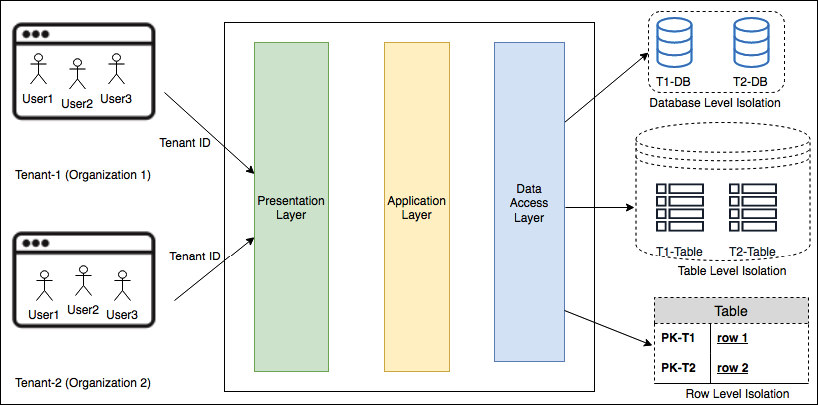 User1
User2
User3
Tenant ID
Tenant-1 (Organization 1)
User1
User2
User3
Tenant ID
Tenant-2 (Organization 2)
Presentation
Layer
Application
Layer
Data
Access
Layer
T1-DB
T2-DB
Database Level Isolation
T1-Table
T2-Table
Table Level Isolation
Table
PK-T1
row 1
PK-T2
row 2
Row Level Isolation